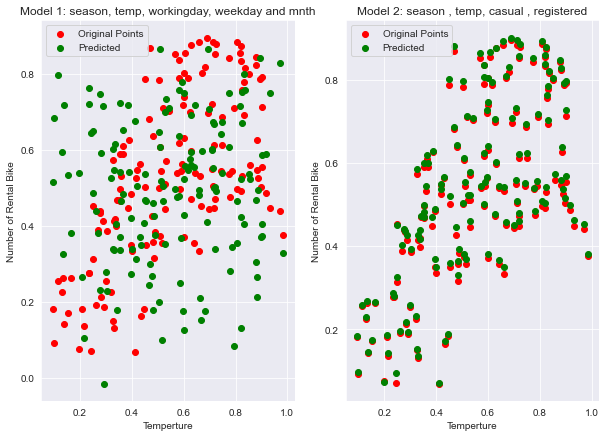 Model 1: season, temp, workingday, weekday and mnth
Original Points
Predicted
Number of Rental Bike
0.8
0.6
0.4
0.2
0.0
0.2
0.4
0.6
0.8
1.0
Temperture
Model 2: season , temp, casual , registered
Original Points
Predicted
Number of Rental Bike
0.8
0.6
0.4
0.2
0.2
0.4
0.6
0.8
1.0
Temperture